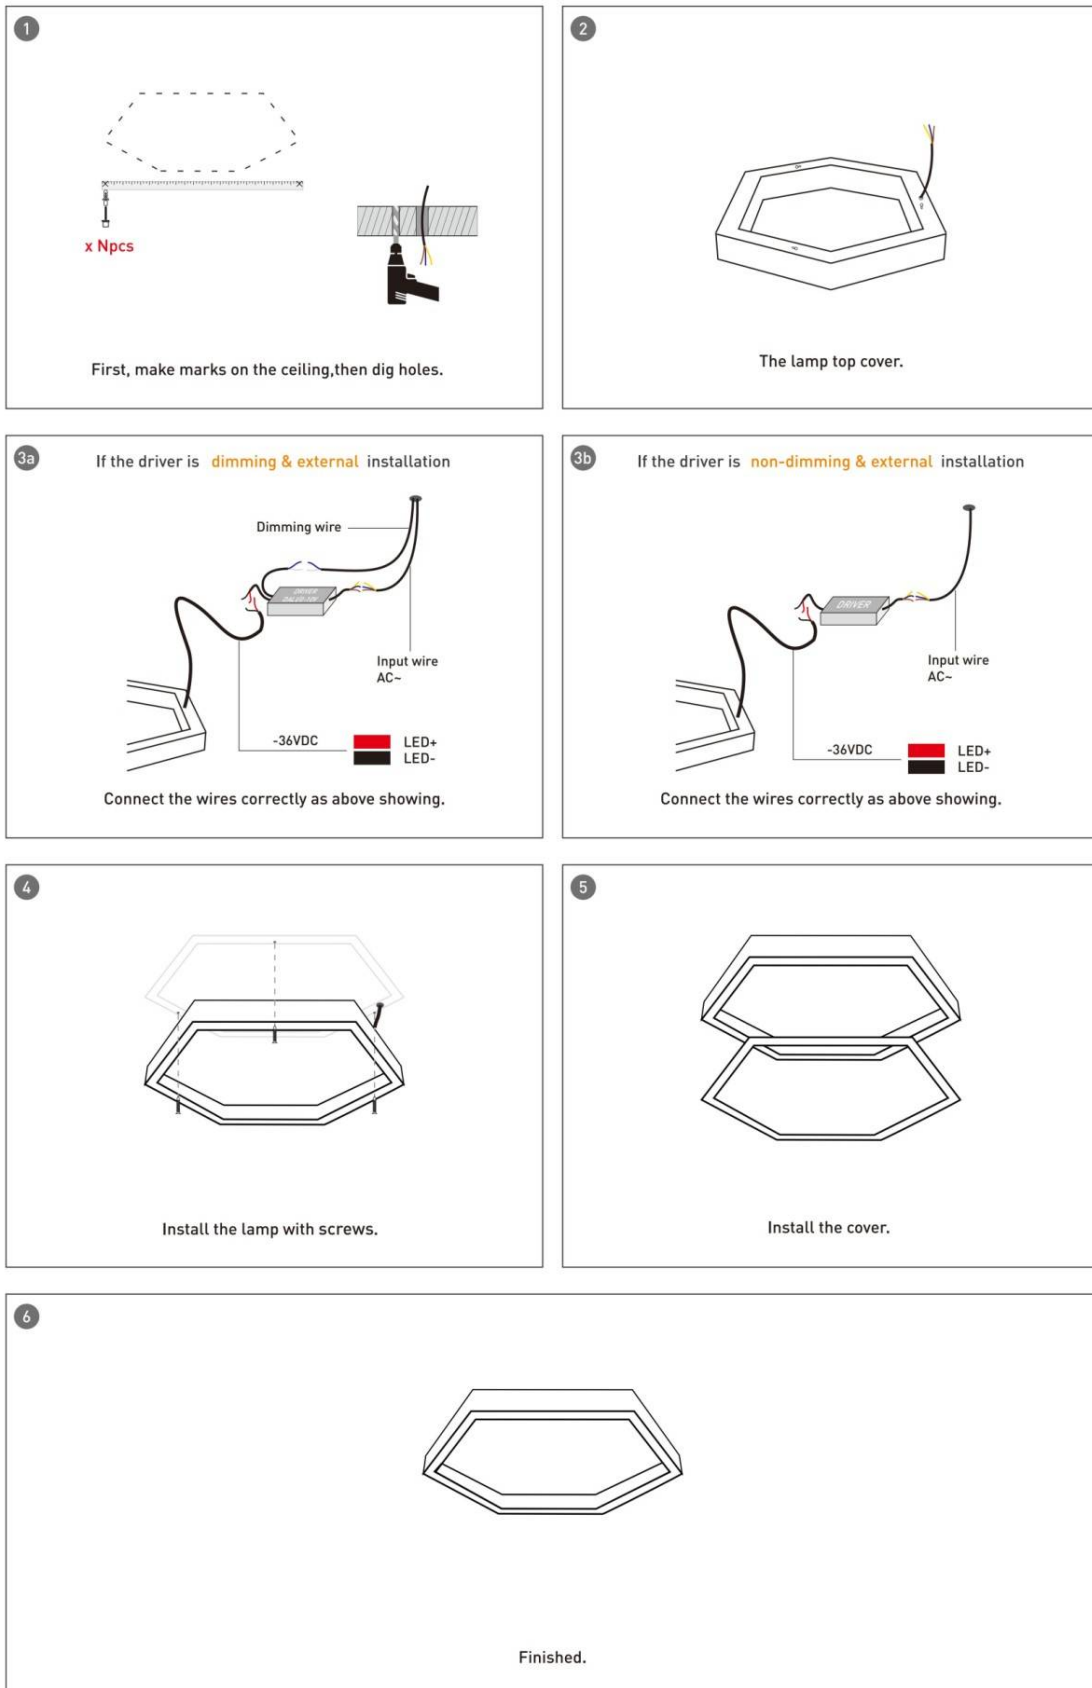 1
x Npcs
First, make marks on the ceiling,then dig holes.
2
The lamp top cover.
3a
If the driver is dimming & external installation
Dimming wire
DRIVER
Input wire
AC~
-36VDC
LED+
LED-
Connect the wires correctly as above showing.
3b
If the driver is non-dimming & external installation
DRIVER
Input wire
AC~
-36VDC
LED+
LED-
Connect the wires correctly as above showing.
4
Install the lamp with screws.
5
Install the cover.
6
Finished.